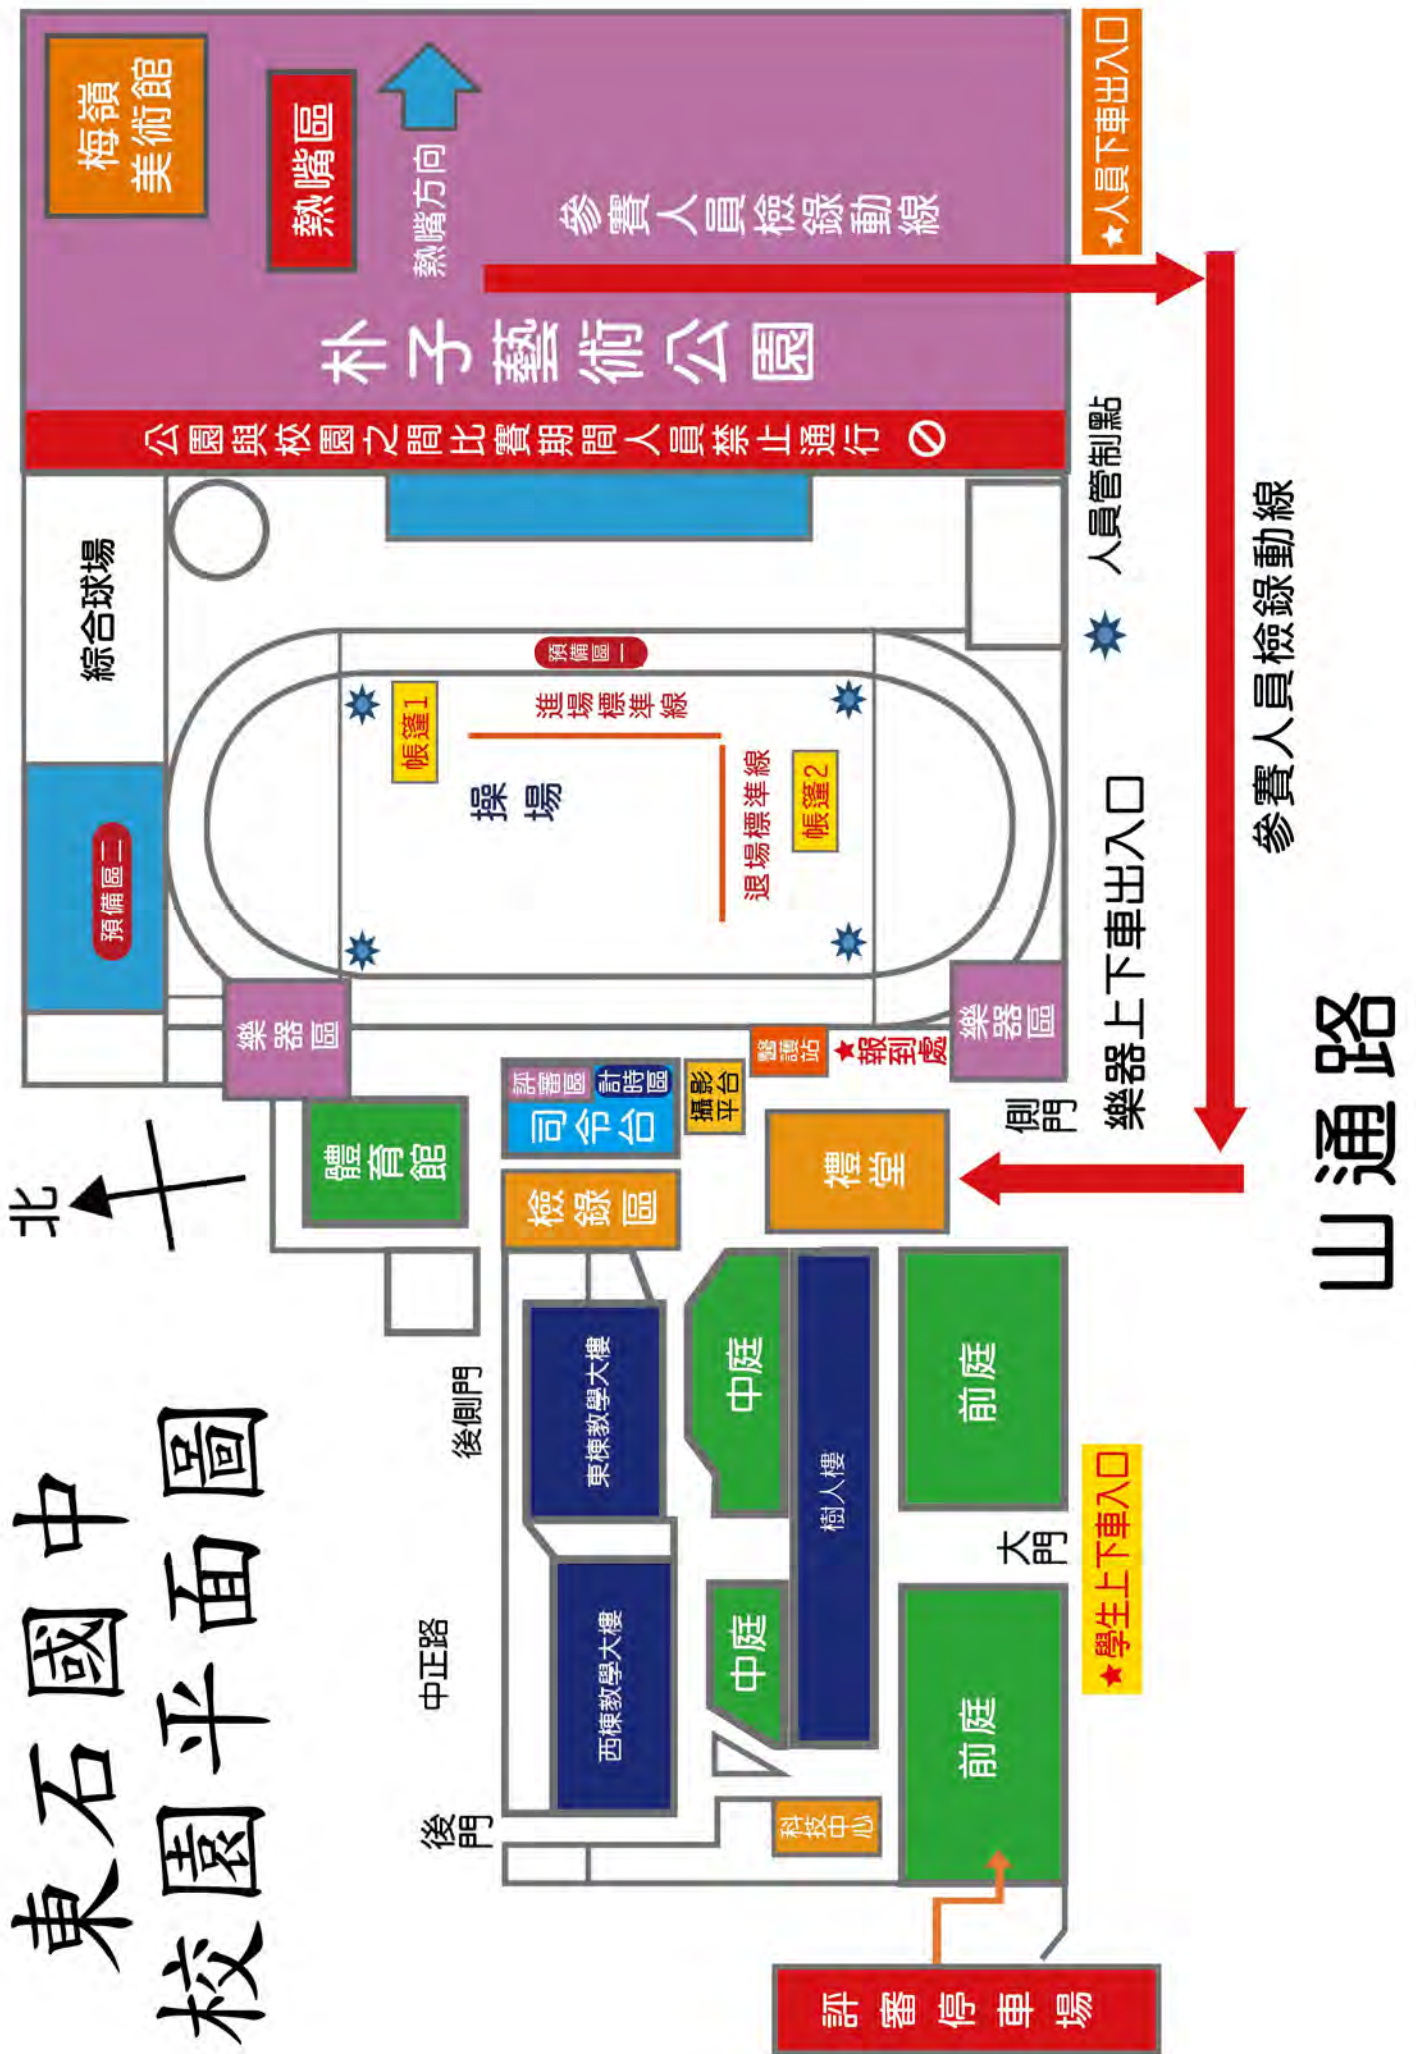 東石國中
校園平面圖
北
梅嶺
美術館
熱嘴區
熱嘴方向
參賽人員檢錄動線
朴子藝術公園
公園與校園之間比賽期間人員禁止通行
★人員下車出入口
綜合球場
預備區二
預備區一
進場標準線
帳篷1
操場
退場標準線
帳篷2
人員管制點
樂器區
樂器區
評審區
計時區
司令台
攝影
平台
醫護站
★報到處
體育館
檢錄區
禮堂
側門
樂器上下車出入口
參賽人員檢錄動線
山通路
後側門
東棟教學大樓
中庭
樹人樓
前庭
大門
★學生上下車入口
中正路
西棟教學大樓
中庭
前庭
後門
科技中心
評審停車場